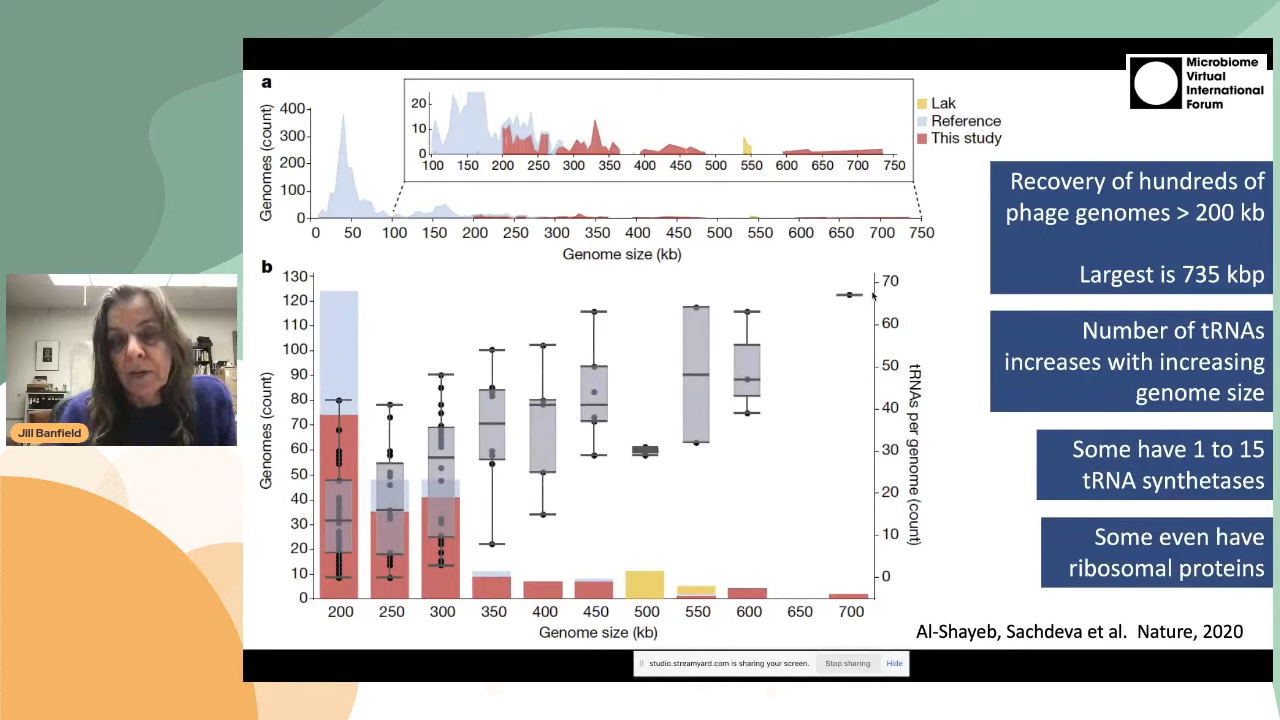 Microbiome
Virtual
International
Forum
a
Genomes (count)
400
300
200
100
0
0 50 100 150 200 250 300 350 400 450 500 550 600 650 700 750
Genome size (kb)
20
10
0
100 150 200 250 300 350 400 450 500 550 600 650 700 750
Lak
Reference
This study
b
Genomes (count)
130
120
110
100
90
80
70
60
50
40
30
20
10
0
200 250 300 350 400 450 500 550 600 650 700
Genome size (kb)
70
60
50
40
30
20
10
0
tRNAs per genome (count)
Recovery of hundreds of
phage genomes > 200 kb
Largest is 735 kbp
Number of tRNAs
increases with increasing
genome size
Some have 1 to 15
tRNA synthetases
Some even have
ribosomal proteins
Al-Shayeb, Sachdeva et al. Nature, 2020
Jill Banfield
studio.streamyard.com is sharing your screen.
Stop sharing
Hide